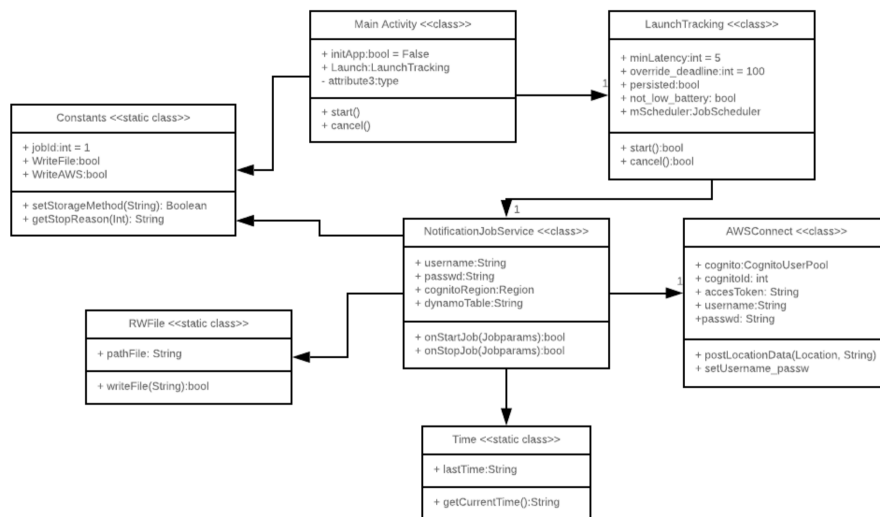 Main Activity <<class>>
+ initApp:bool = False
+ Launch:LaunchTracking
- attribute3:type
+ start()
+ cancel()
LaunchTracking <<class>>
+ minLatency:int = 5
+ override_deadline:int = 100
+ persisted:bool
+ not_low_battery: bool
+ mScheduler:JobScheduler
+ start():bool
+ cancel():bool
1
Constants <<static class>>
+ jobId:int = 1
+ WriteFile:bool
+ WriteAWS:bool
+ setStorageMethod(String): Boolean
+ getStopReason(Int): String
1
NotificationJobService <<class>>
+ username:String
+ passwd:String
+ cognitoRegion:Region
+ dynamoTable:String
+ onStartJob(Jobparams):bool
+ onStopJob(Jobparams):bool
1
AWSConnect <<class>>
+ cognito:CognitoUserPool
+ cognitoId: int
+ accesToken: String
+ username:String
+passwd: String
+ postLocationData(Location, String)
+ setUsername_passw
RWFile <<static class>>
+ pathFile: String
+ writeFile(String):bool
Time <<static class>>
+ lastTime:String
+ getCurrentTime():String